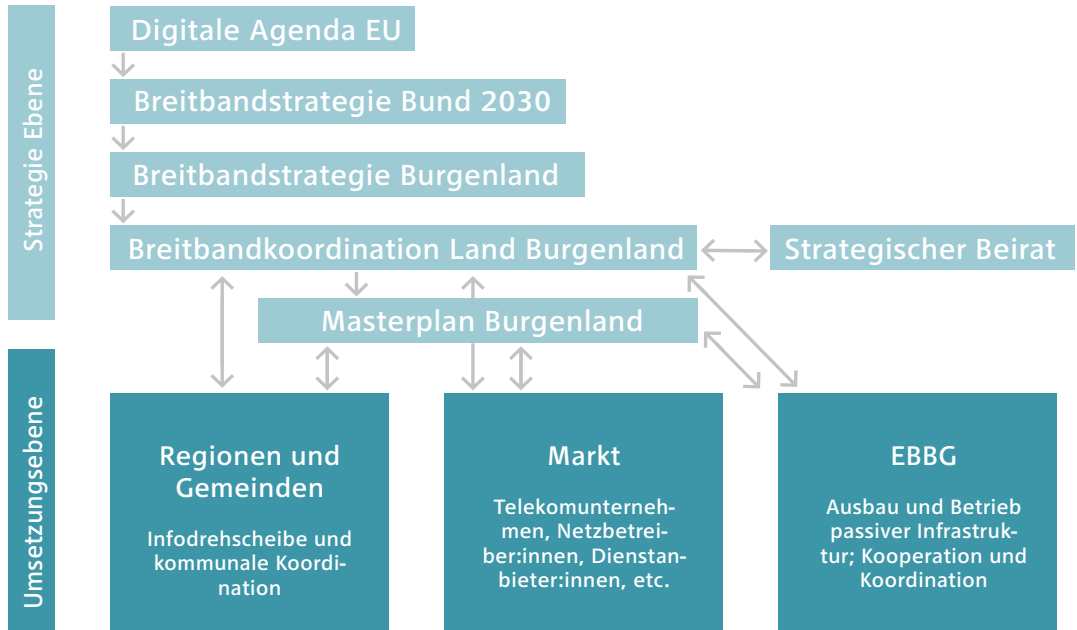 Strategie Ebene
Digitale Agenda EU
Breitbandstrategie Bund 2030
Breitbandstrategie Burgenland
Breitbandkoordination Land Burgenland
Strategischer Beirat
Masterplan Burgenland
Umsetzungsebene
Regionen und
Gemeinden
Infodrehscheibe und
kommunale Koordi-
nation
Markt
Telekomunterneh-
men, Netzbetrei-
ber:innen, Dienstan-
bieter:innen, etc.
EBBG
Ausbau und Betrieb
passiver Infrastruk-
tur; Kooperation und
Koordination